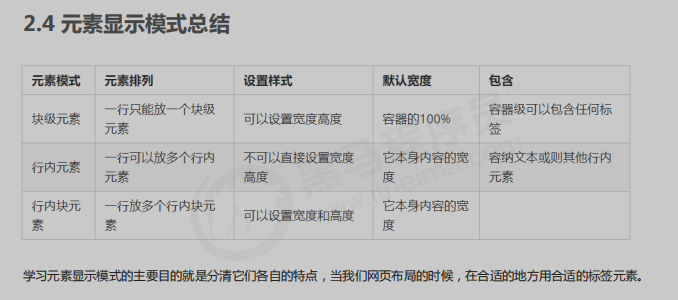 2.4 元素显示模式总结
元素模式 元素排列 设置样式 默认宽度 包含
块级元素 一行只能放一个块级元素 可以设置宽度高度 容器的100% 容器级可以包含任何标签
行内元素 一行可以放多个行内元素 不可以直接设置宽度高度 它本身内容的宽度 容纳文本或则其他行内元素
行内块元素 一行放多个行内块元素 可以设置宽度和高度 它本身内容的宽度
学习元素显示模式的主要目的就是分清它们各自的特点，当我们网页布局的时候，在合适的地方用合适的标签元素。
黑马程序员
www.itheima.com